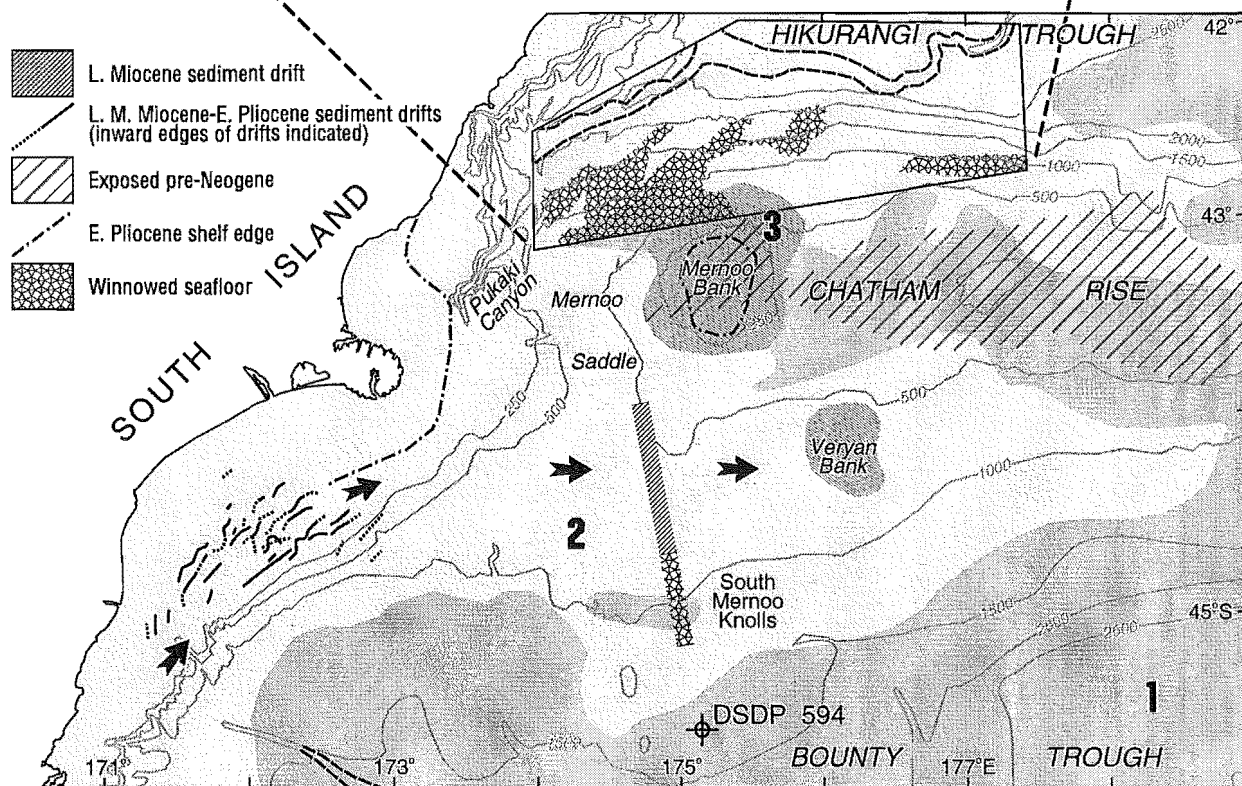 L. Miocene sediment drift
L. M. Miocene-E. Pliocene sediment drifts
(inward edges of drifts indicated)
Exposed pre-Neogene
E. Pliocene shelf edge
Winnowed seafloor
HIKURANGI TROUGH
2500
42°
2000
1500
1000
500
43°
3
SOUTH ISLAND
Pukaki
Canyon
Mernoo
Saddle
Mernoo
Bank
250
CHATHAM RISE
250
500
500
Veryan
Bank
1000
2
South
Mernoo
Knolls
1500
45°S
1
DSDP 594
BOUNTY TROUGH
171°
173°
175°
177°E